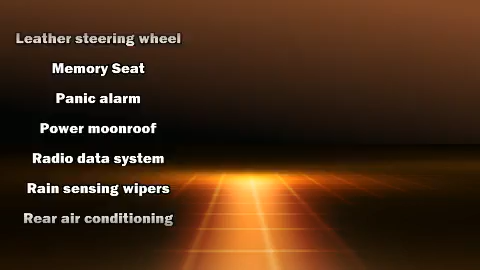 Leather steering wheel
Memory Seat
Panic alarm
Power moonroof
Radio data system
Rain sensing wipers
Rear air conditioning